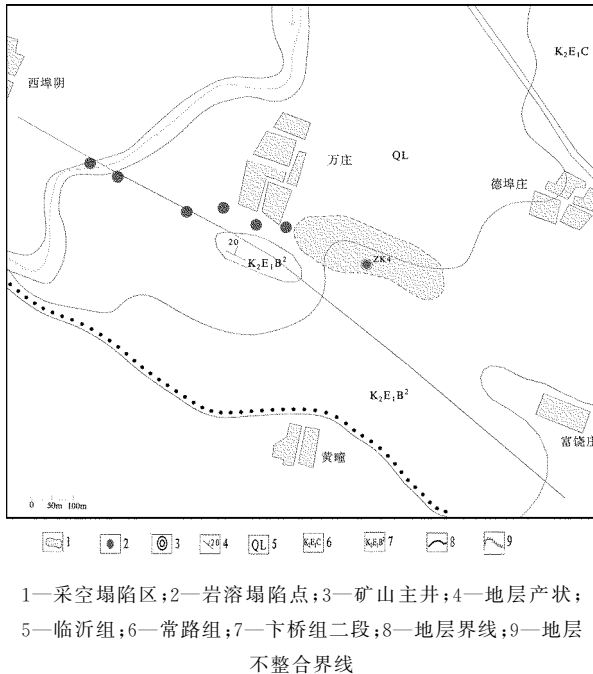 K₂E₁C
西埠阴
万庄
QL
德埠庄
20
ZK4
K₂E₁B²
K₂E₁B²
富饶庄
黄疃
0 50m 100m
1 2 3 20 4 QL 5 K₂E₁C 6 K₂E₁B² 7 8 9
1—采空塌陷区;2—岩溶塌陷点;3—矿山主井;4—地层产状;
5—临沂组;6—常路组;7—卞桥组二段;8—地层界线;9—地层
不整合界线